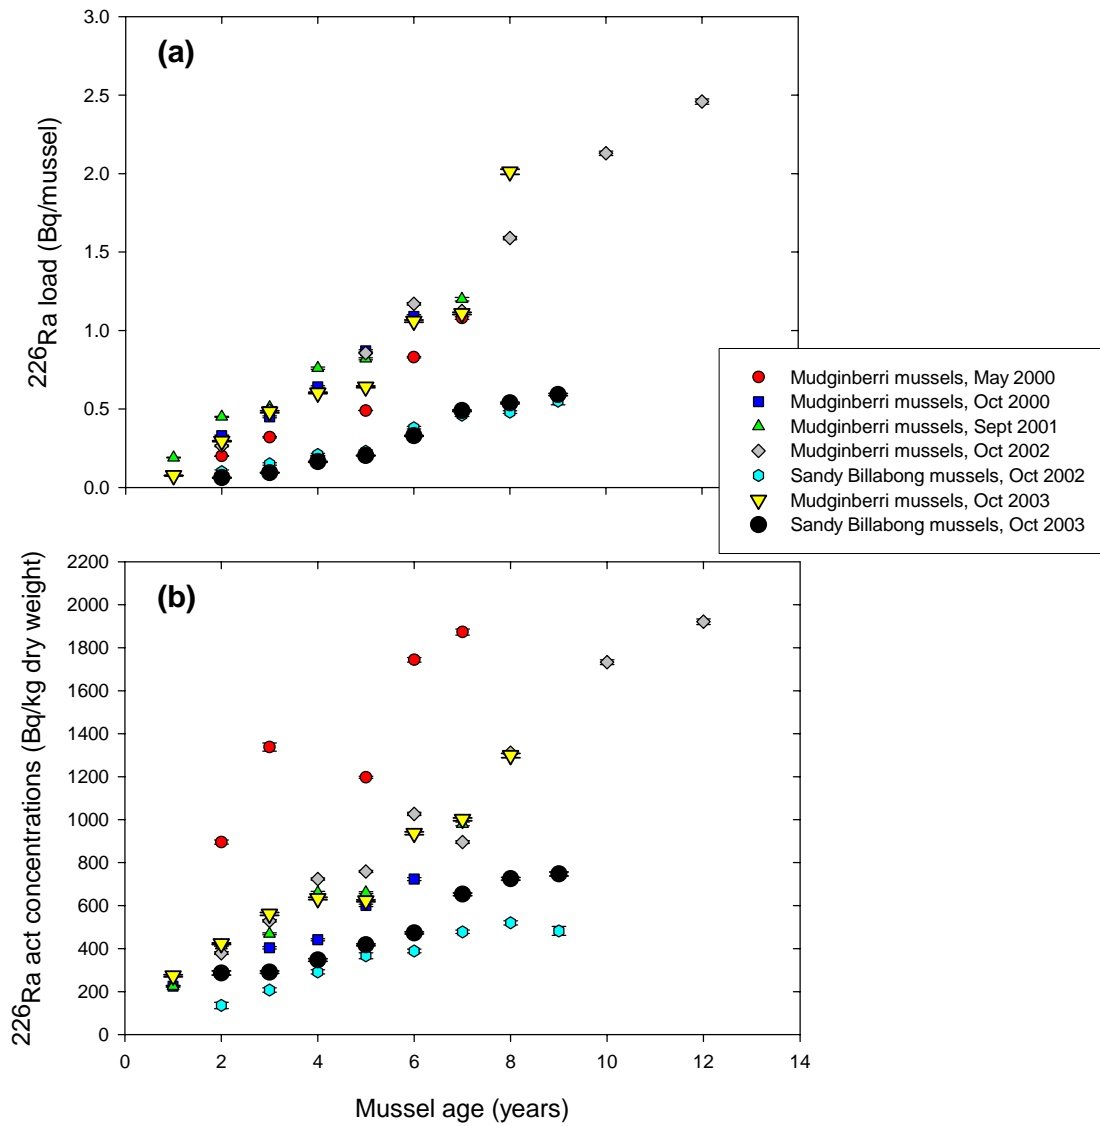 3.0
(a)
2.5
2.0
1.5
1.0
0.5
0.0
226Ra load (Bq/mussel)
Mudginberri mussels, May 2000
Mudginberri mussels, Oct 2000
Mudginberri mussels, Sept 2001
Mudginberri mussels, Oct 2002
Sandy Billabong mussels, Oct 2002
Mudginberri mussels, Oct 2003
Sandy Billabong mussels, Oct 2003
2200
(b)
2000
1800
1600
1400
1200
1000
800
600
400
200
0
226Ra act concentrations (Bq/kg dry weight)
0 2 4 6 8 10 12 14
Mussel age (years)